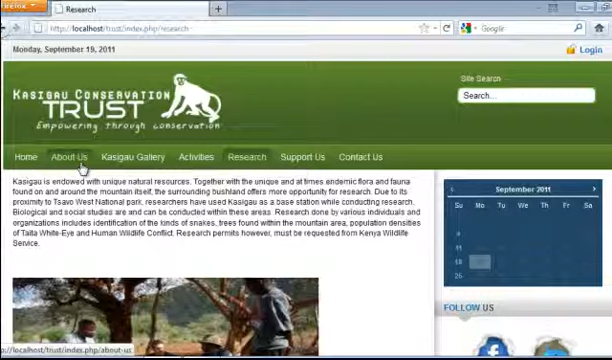 Research
http://localhost/trust/index.php/research
Google
Monday, September 19, 2011
Login
KASIGAU CONSERVATION
TRUST
Empowering through conservation
Site Search
Search...
Home About Us Kasigau Gallery Activities Research Support Us Contact Us
Kasigau is endowed with unique natural resources. Together with the unique and at times endemic flora and fauna
found on and around the mountain itself, the surrounding bushland offers more opportunity for research. Due to its
proximity to Tsavo West National park, researchers have used Kasigau as a base station while conducting research.
Biological and social studies are and can be conducted within these areas. Research done by various individuals and
organizations includes identification of the kinds of snakes, trees found within the mountain area, population densities
of Taita White-Eye and Human Wildlife Conflict. Research permits however, must be requested from Kenya Wildlife
Service.
September 2011
Su Mo Tu We Th Fr Sa
4
11
18
25
FOLLOW US
localhost/trust/index.php/about-us